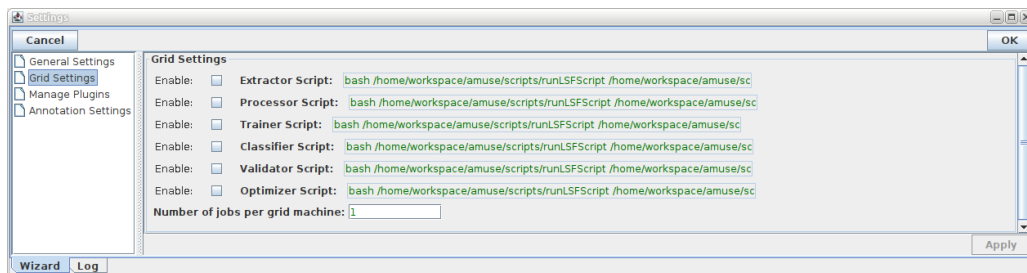 Settings
Cancel
OK
General Settings
Grid Settings
Manage Plugins
Annotation Settings
Grid Settings
Enable: Extractor Script: bash /home/workspace/amuse/scripts/runLSFScript /home/workspace/amuse/sc
Enable: Processor Script: bash /home/workspace/amuse/scripts/runLSFScript /home/workspace/amuse/sc
Enable: Trainer Script: bash /home/workspace/amuse/scripts/runLSFScript /home/workspace/amuse/sc
Enable: Classifier Script: bash /home/workspace/amuse/scripts/runLSFScript /home/workspace/amuse/sc
Enable: Validator Script: bash /home/workspace/amuse/scripts/runLSFScript /home/workspace/amuse/sc
Enable: Optimizer Script: bash /home/workspace/amuse/scripts/runLSFScript /home/workspace/amuse/sc
Number of jobs per grid machine: 1
Apply
Wizard Log